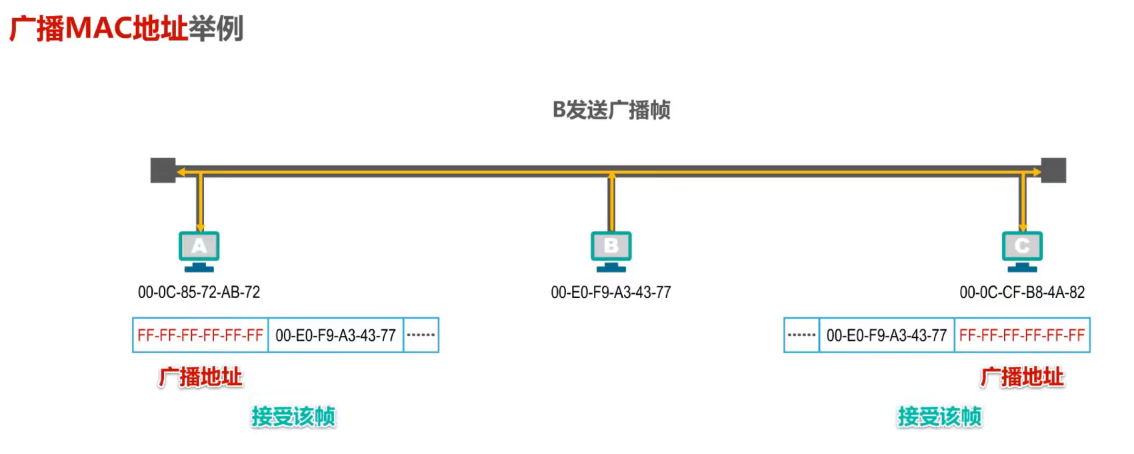 广播MAC地址举例
B发送广播帧
A
B
C
00-0C-85-72-AB-72
00-E0-F9-A3-43-77
00-0C-CF-B8-4A-82
FF-FF-FF-FF-FF-FF 00-E0-F9-A3-43-77 ······
······ 00-E0-F9-A3-43-77 FF-FF-FF-FF-FF-FF
广播地址
广播地址
接受该帧
接受该帧